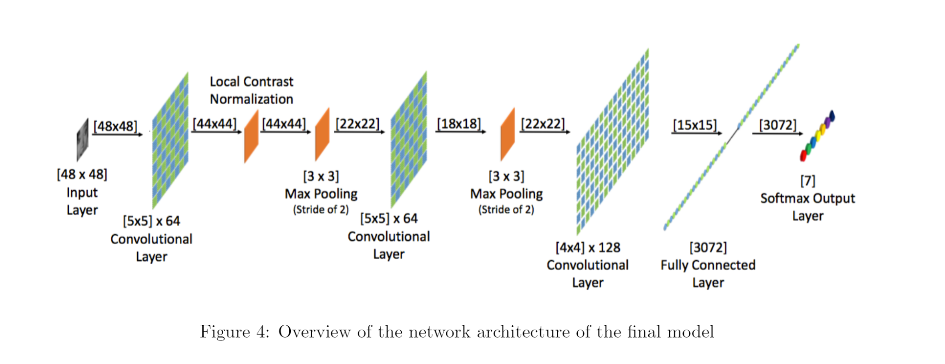 Local Contrast
Normalization
[48x48]
[44x44]
[44x44]
[22x22]
[18x18]
[22x22]
[15x15]
[3072]
[48 x 48]
Input
Layer
[5x5] x 64
Convolutional
Layer
[3 x 3]
Max Pooling
(Stride of 2)
[5x5] x 64
Convolutional
Layer
[3 x 3]
Max Pooling
(Stride of 2)
[4x4] x 128
Convolutional
Layer
[3072]
Fully Connected
Layer
[7]
Softmax Output
Layer
Figure 4: Overview of the network architecture of the final model